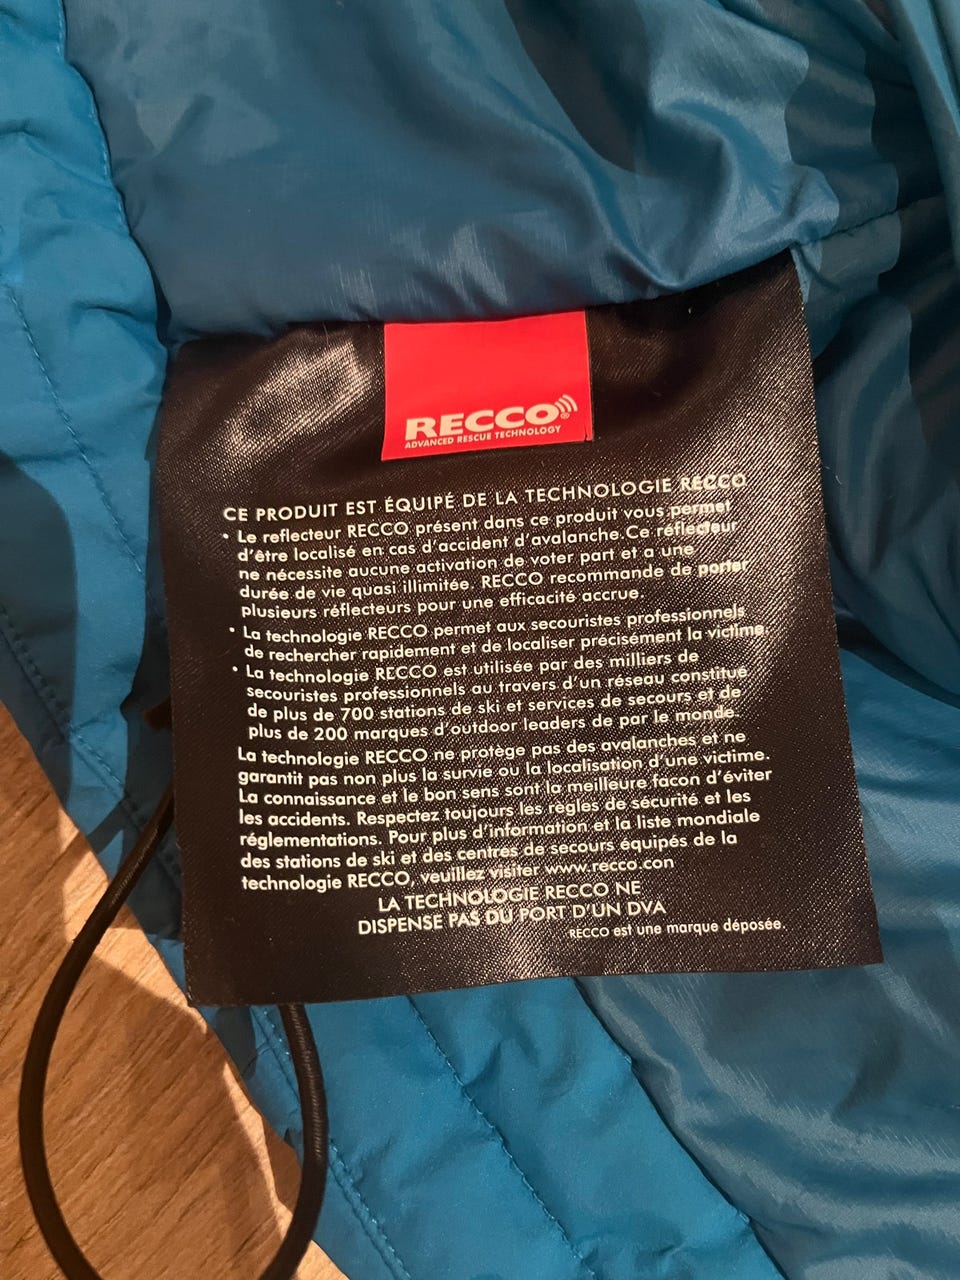 RECCO®
ADVANCED RESCUE TECHNOLOGY
CE PRODUIT EST ÉQUIPÉ DE LA TECHNOLOGIE RECCO
• Le reflecteur RECCO présent dans ce produit vous permet
d'être localisé en cas d'accident d'avalanche.Ce réflecteur
ne nécessite aucune activation de voter part et a une
durée de vie quasi illimitée. RECCO recommande de porter
plusieurs réflecteurs pour une efficacité accrue.
• La technologie RECCO permet aux secouristes professionnels
de rechercher rapidement et de localiser précisément la victime.
• La technologie RECCO est utilisée par des milliers de
secouristes professionnels au travers d'un réseau constitue
de plus de 700 stations de ski et services de secours et de
plus de 200 marques d'outdoor leaders de par le monde.
La technologie RECCO ne protège pas des avalanches et ne
garantit pas non plus la survie ou la localisation d'une victime.
La connaissance et le bon sens sont la meilleure facon d'éviter
les accidents. Respectez toujours les règles de sécurité et les
réglementations. Pour plus d'information et la liste mondiale
des stations de ski et des centres de secours équipés de la
technologie RECCO, veuillez visiter www.recco.con
LA TECHNOLOGIE RECCO NE
DISPENSE PAS DU PORT D'UN DVA
RECCO est une marque déposée.